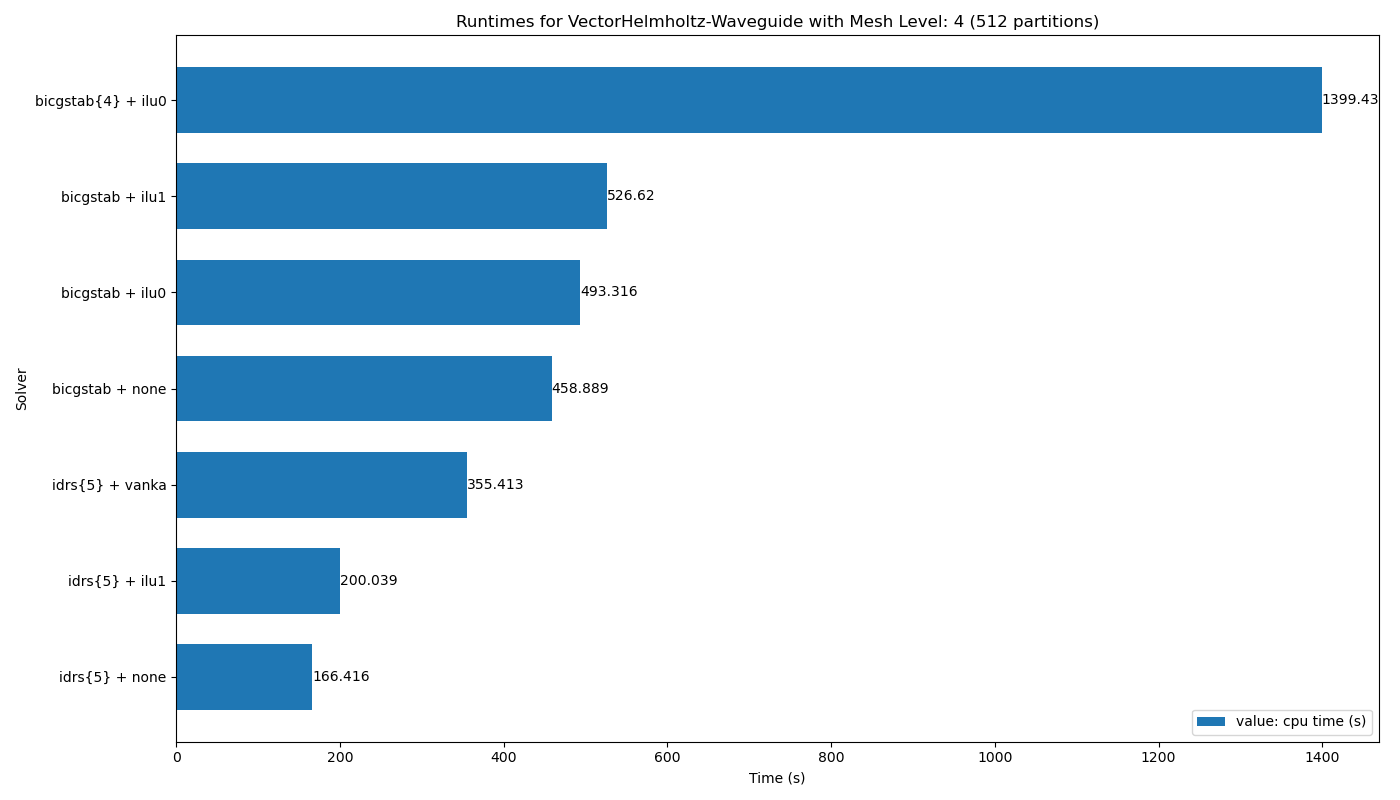 Runtimes for VectorHelmholtz-Waveguide with Mesh Level: 4 (512 partitions)
Solver
bicgstab{4} + ilu0
1399.43
bicgstab + ilu1
526.62
bicgstab + ilu0
493.316
bicgstab + none
458.889
idrs{5} + vanka
355.413
idrs{5} + ilu1
200.039
idrs{5} + none
166.416
value: cpu time (s)
0 200 400 600 800 1000 1200 1400
Time (s)